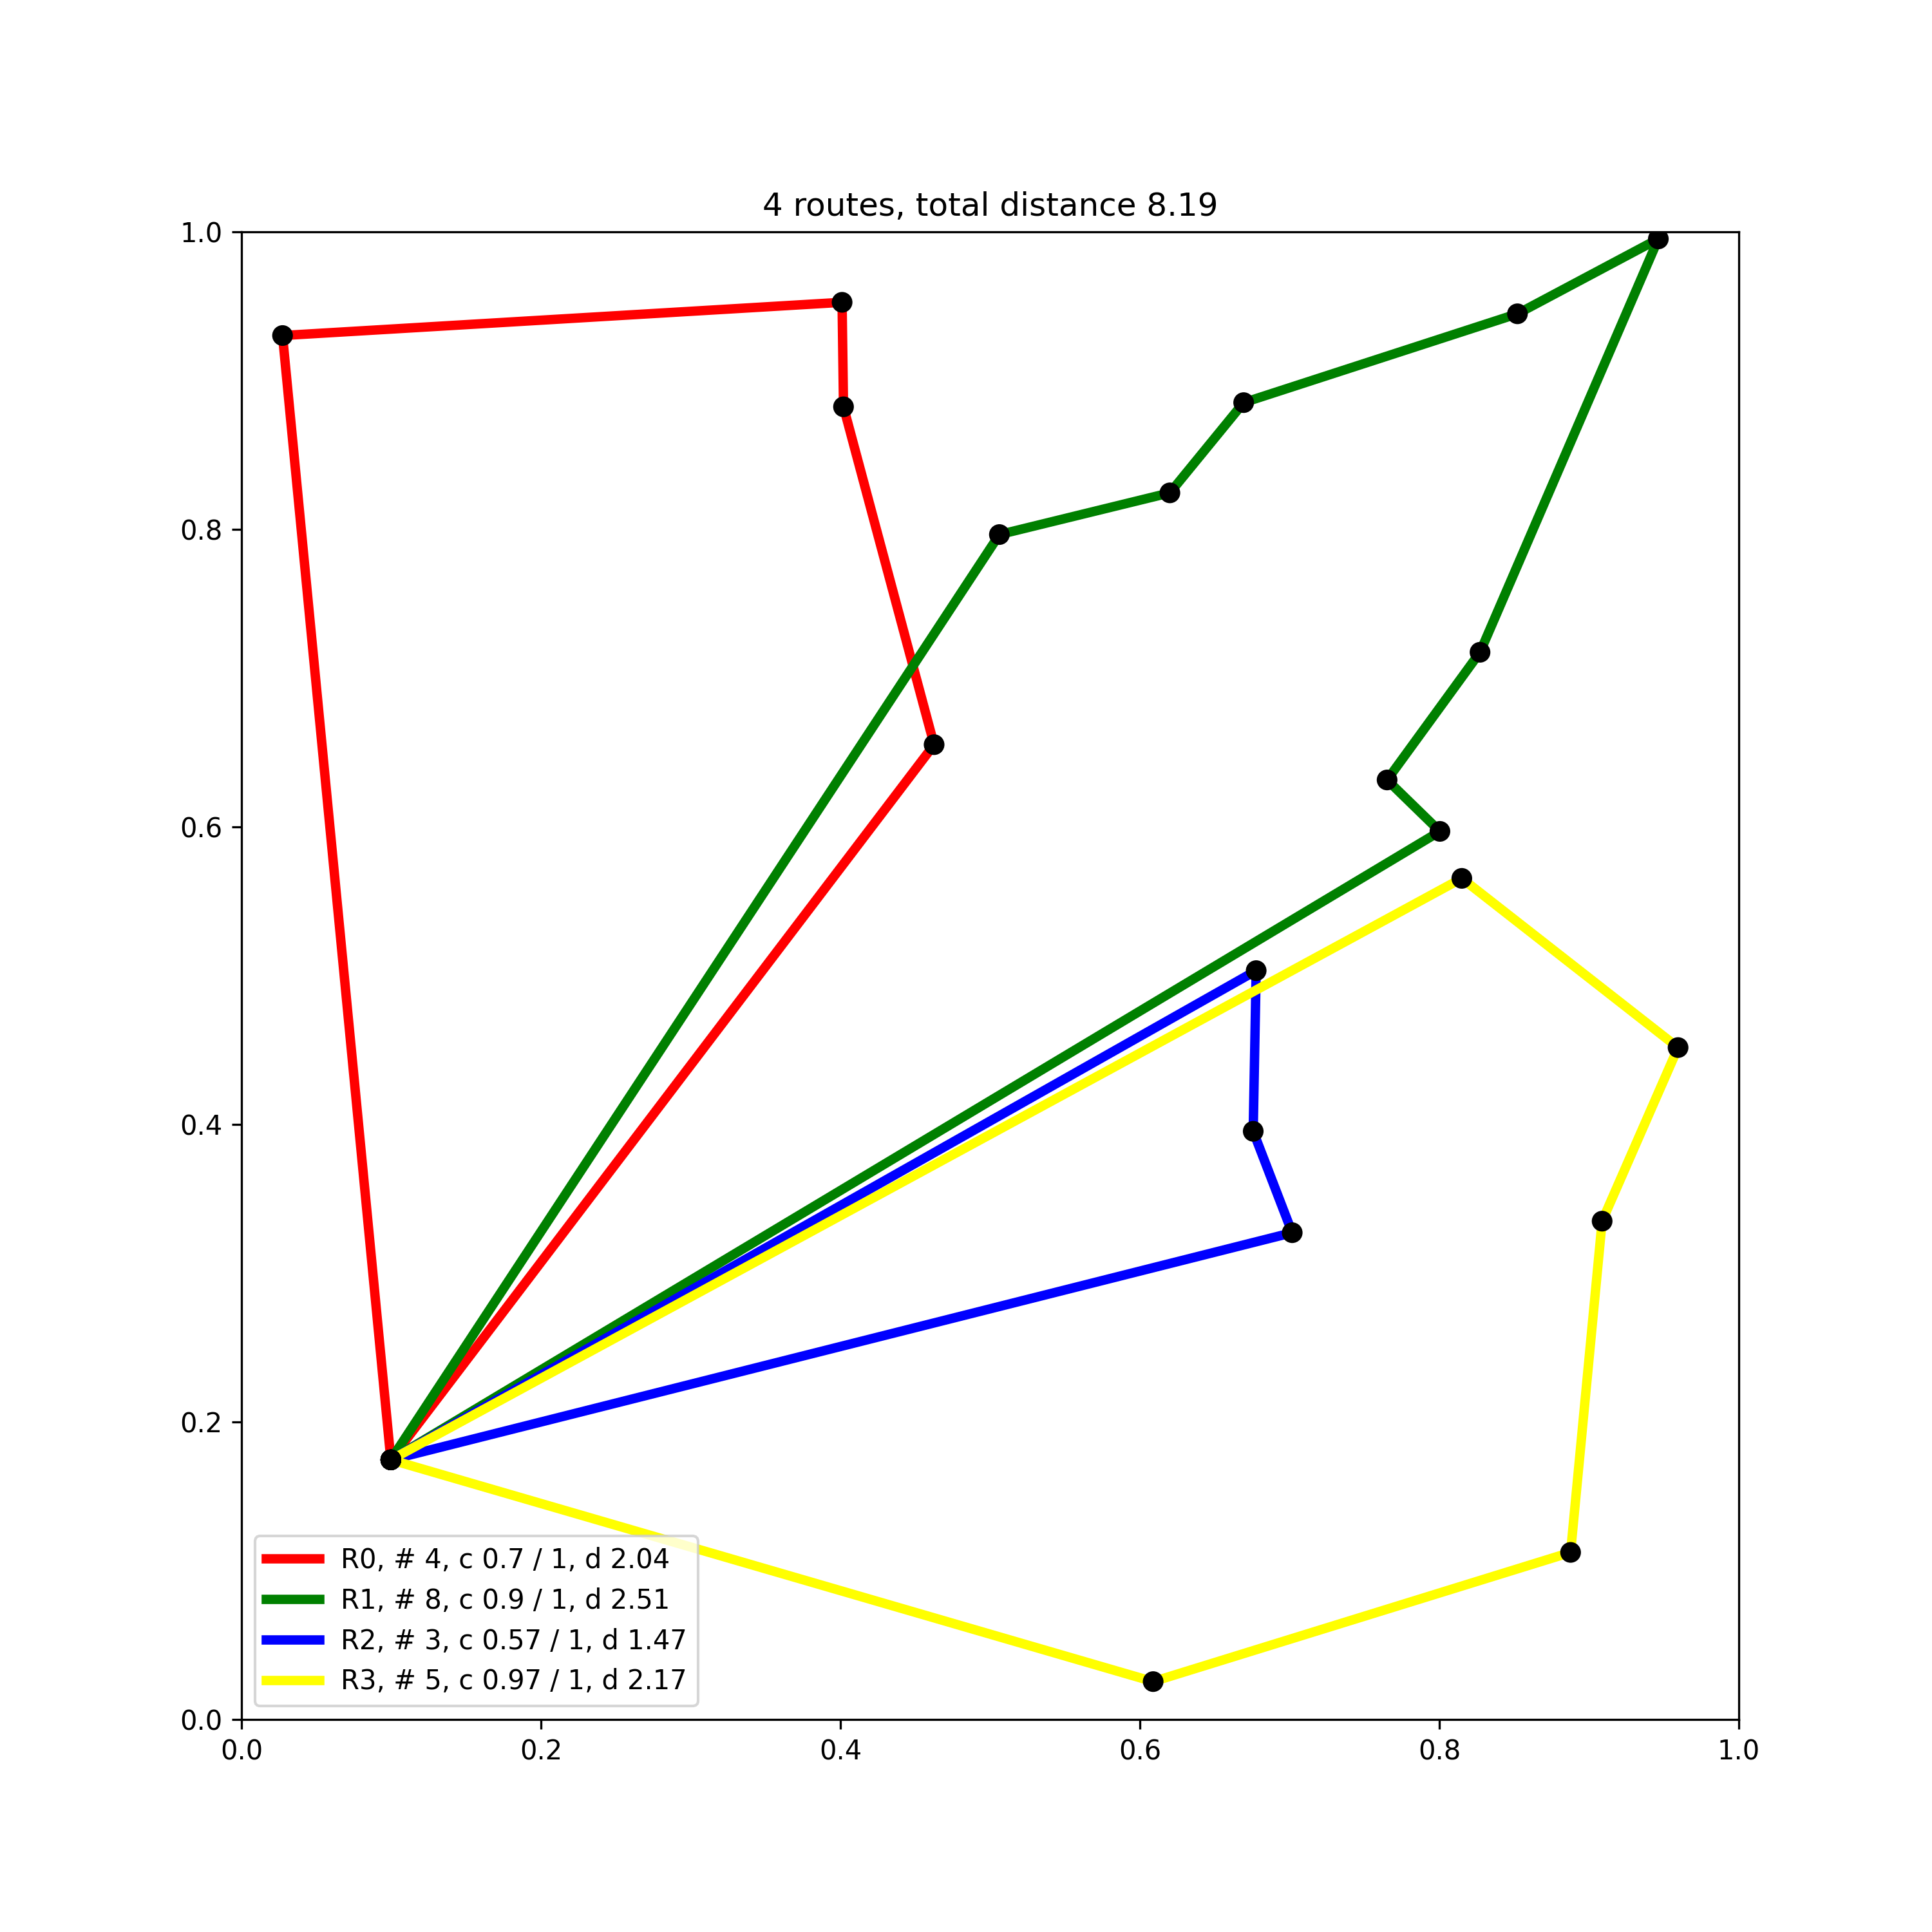 4 routes, total distance 8.19
1.0
0.8
0.6
0.4
0.2
0.0
R0, # 4, c 0.7 / 1, d 2.04
R1, # 8, c 0.9 / 1, d 2.51
R2, # 3, c 0.57 / 1, d 1.47
R3, # 5, c 0.97 / 1, d 2.17
0.0 0.2 0.4 0.6 0.8 1.0